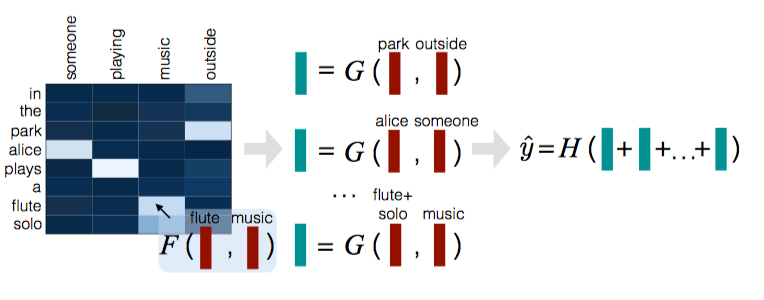 someone playing music outside
in
the
park
alice
plays
a
flute
solo
flute music
F ( , )
park outside
= G ( , )
alice someone
= G ( , )
... flute+
solo music
= G ( , )
ŷ=H ( + +...+ )